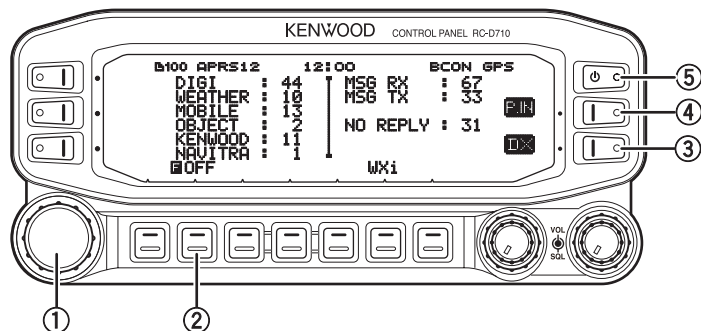 KENWOOD CONTROL PANEL RC-D710
100 APRS12 12:00 BCON GPS
DIGI : 44 MSG RX : 67
WEATHER : 10 MSG TX : 33
MOBILE : 13 P.IN
OBJECT : 2 NO REPLY : 31
KENWOOD : 11 DX
NAVITRA : 1
F OFF WXi
VOL
SQL
5
4
3
1
2